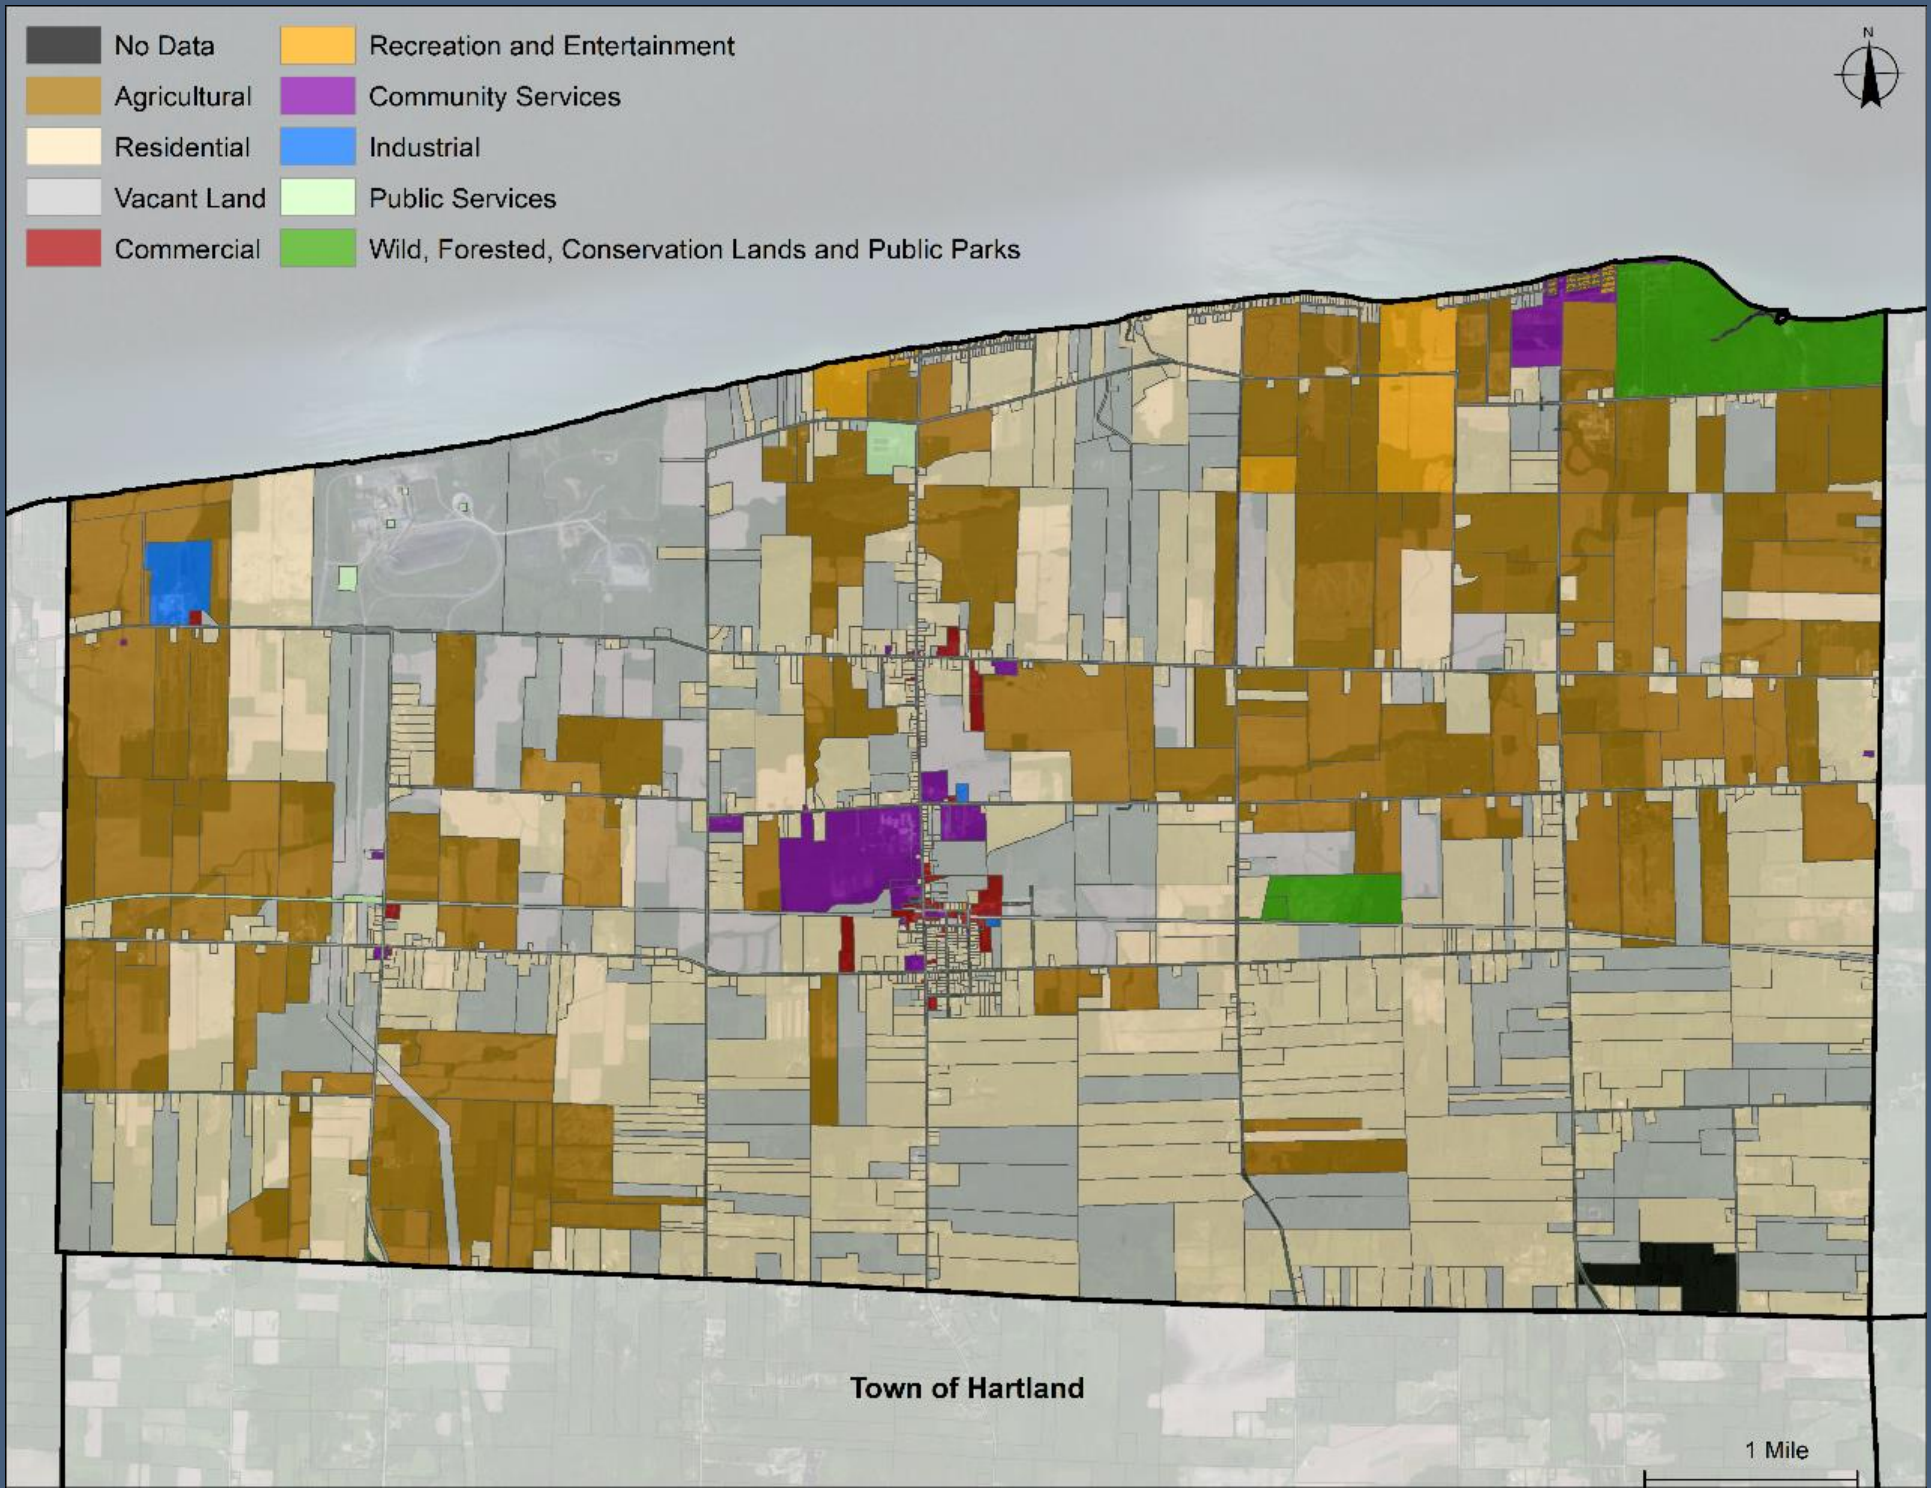 N
No Data
Recreation and Entertainment
Agricultural
Community Services
Residential
Industrial
Vacant Land
Public Services
Commercial
Wild, Forested, Conservation Lands and Public Parks
Town of Hartland
1 Mile